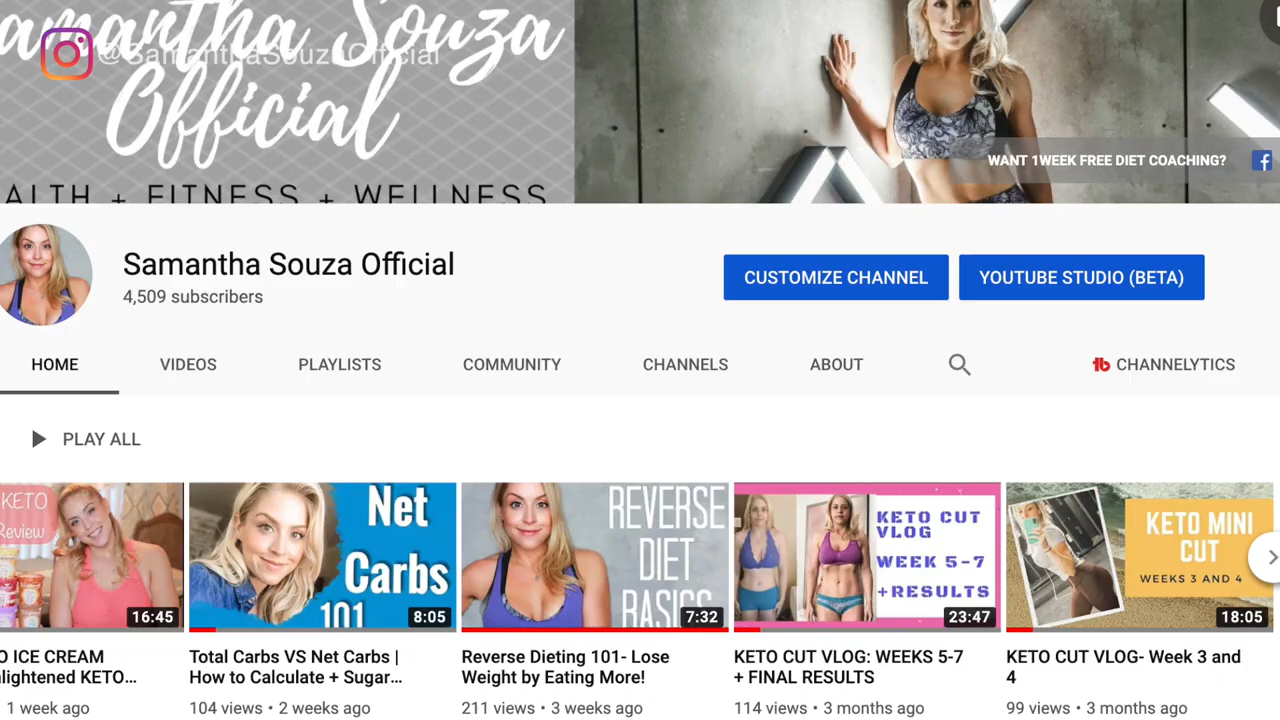 amantha Souza
@SamanthaSouzaOfficial
Official
ALTH + FITNESS + WELLNESS
WANT 1WEEK FREE DIET COACHING?
Samantha Souza Official
4,509 subscribers
CUSTOMIZE CHANNEL
YOUTUBE STUDIO (BETA)
HOME
VIDEOS
PLAYLISTS
COMMUNITY
CHANNELS
ABOUT
CHANNELYTICS
PLAY ALL
KETO
Review
16:45
Net
Carbs
101
8:05
REVERSE
DIET
BASICS
7:32
KETO CUT
VLOG
WEEK 5-7
+RESULTS
23:47
KETO MINI
CUT
WEEKS 3 AND 4
18:05
O ICE CREAM
nlightened KETO...
1 week ago
Total Carbs VS Net Carbs |
How to Calculate + Sugar...
104 views • 2 weeks ago
Reverse Dieting 101- Lose
Weight by Eating More!
211 views • 3 weeks ago
KETO CUT VLOG: WEEKS 5-7
+ FINAL RESULTS
114 views • 3 months ago
KETO CUT VLOG- Week 3 and
4
99 views • 3 months ago